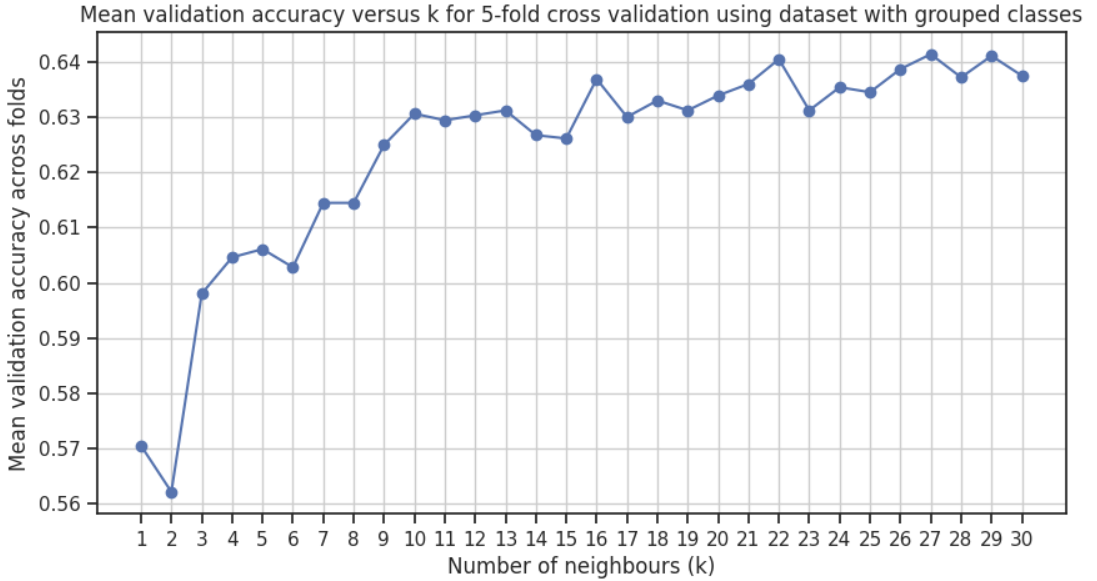 Mean validation accuracy versus k for 5-fold cross validation using dataset with grouped classes
Mean validation accuracy across folds
0.64
0.63
0.62
0.61
0.60
0.59
0.58
0.57
0.56
1 2 3 4 5 6 7 8 9 10 11 12 13 14 15 16 17 18 19 20 21 22 23 24 25 26 27 28 29 30
Number of neighbours (k)